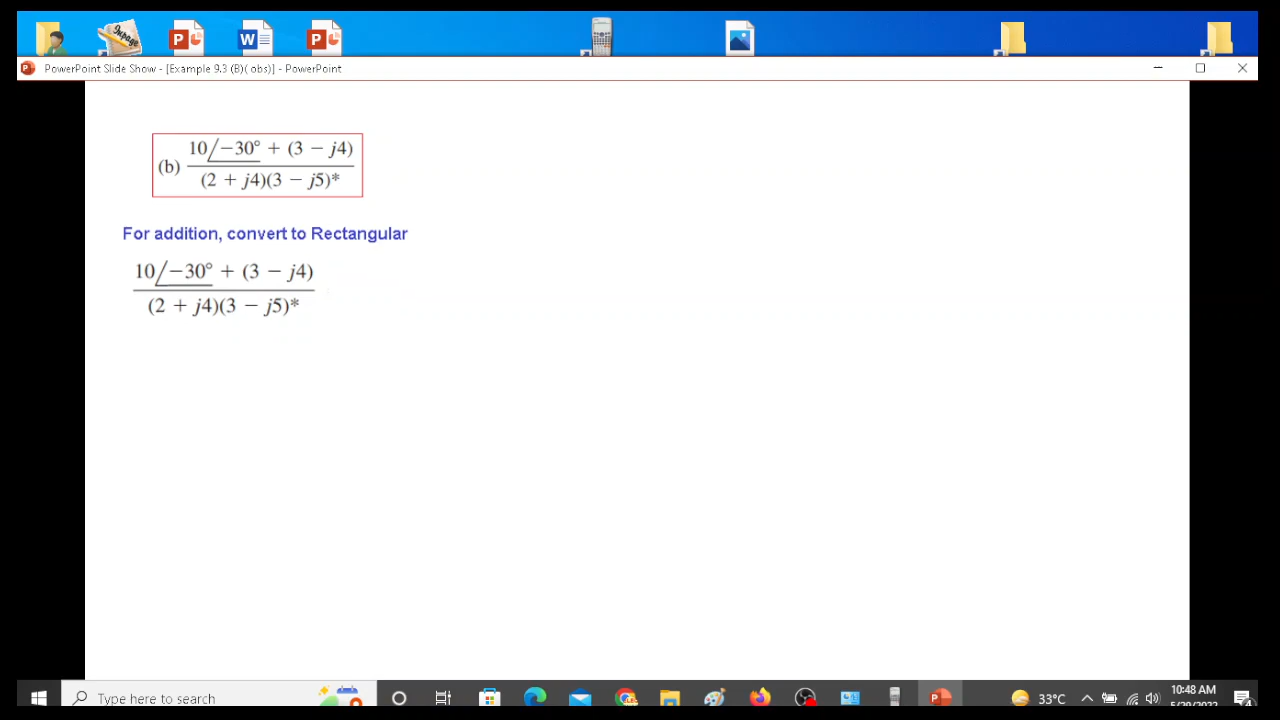 Inpage
PowerPoint Slide Show - [Example 9.3 (B)( obs)] - PowerPoint
(b) 10/−30° + (3 − j4)
(2 + j4)(3 − j5)*
For addition, convert to Rectangular
10/−30° + (3 − j4)
(2 + j4)(3 − j5)*
Type here to search
33°C
10:48 AM